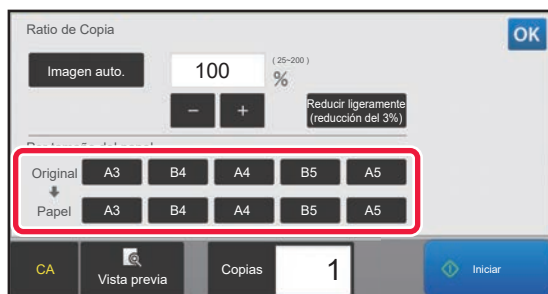 Ratio de Copia
OK
Imagen auto.
100
(25~200)
%
−
+
Reducir ligeramente
(reducción del 3%)
Original A3 B4 A4 B5 A5
Papel A3 B4 A4 B5 A5
CA
Vista previa
Copias
1
Iniciar